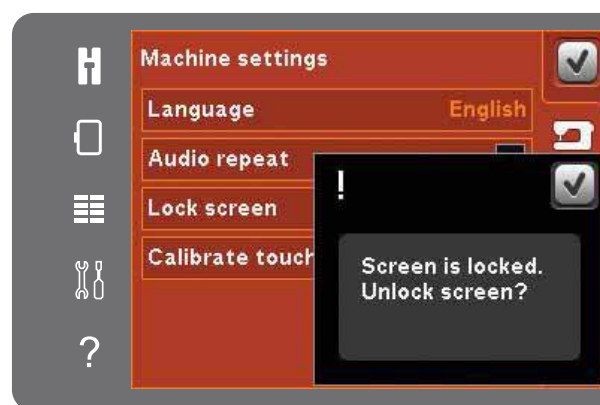 Machine settings
Language English
Audio repeat
Lock screen
Calibrate touch
!
Screen is locked.
Unlock screen?
?